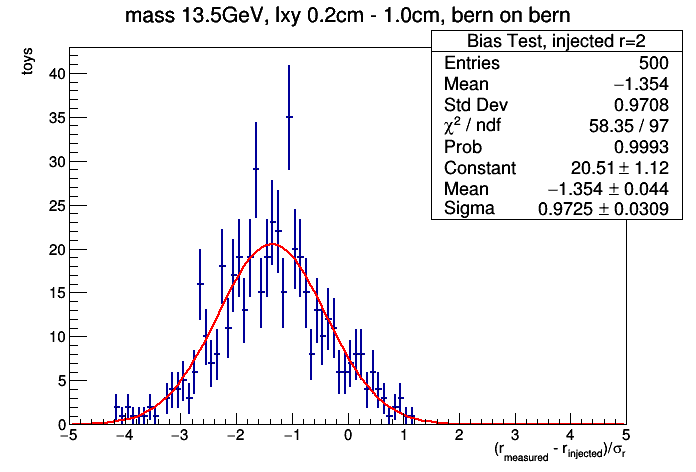 mass 13.5GeV, lxy 0.2cm - 1.0cm, bern on bern
Bias Test, injected r=2
Entries 500
Mean −1.354
Std Dev 0.9708
χ² / ndf 58.35 / 97
Prob 0.9993
Constant 20.51 ± 1.12
Mean −1.354 ± 0.044
Sigma 0.9725 ± 0.0309
toys
40
35
30
25
20
15
10
5
0
−5 −4 −3 −2 −1 0 1 2 3 4 5
(r_measured - r_injected)/σ_r